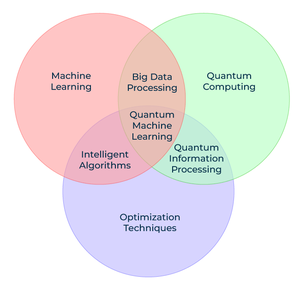 Machine
Learning
Big Data
Processing
Quantum
Computing
Quantum
Machine
Learning
Intelligent
Algorithms
Quantum
Information
Processing
Optimization
Techniques